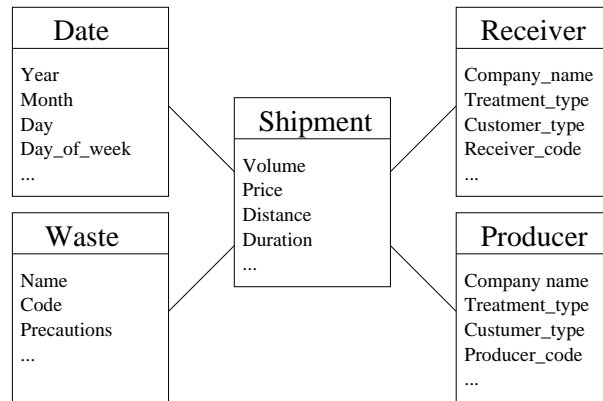 Date
Year
Month
Day
Day_of_week
...
Receiver
Company_name
Treatment_type
Customer_type
Receiver_code
...
Shipment
Volume
Price
Distance
Duration
...
Waste
Name
Code
Precautions
...
Producer
Company name
Treatment_type
Custumer_type
Producer_code
...